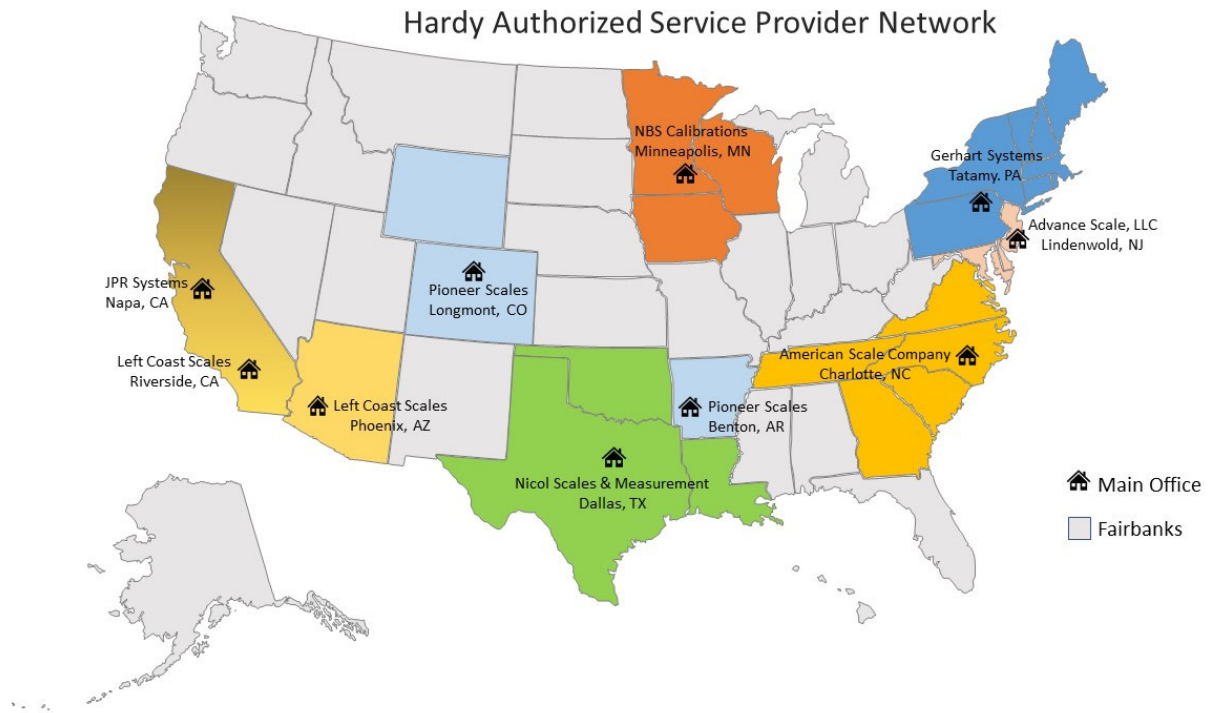 Hardy Authorized Service Provider Network
NBS Calibrations
Minneapolis, MN
Gerhart Systems
Tatamy. PA
Advance Scale, LLC
Lindenwold, NJ
JPR Systems
Napa, CA
Pioneer Scales
Longmont, CO
Left Coast Scales
Riverside, CA
American Scale Company
Charlotte, NC
Left Coast Scales
Phoenix, AZ
Pioneer Scales
Benton, AR
Nicol Scales & Measurement
Dallas, TX
Main Office
Fairbanks